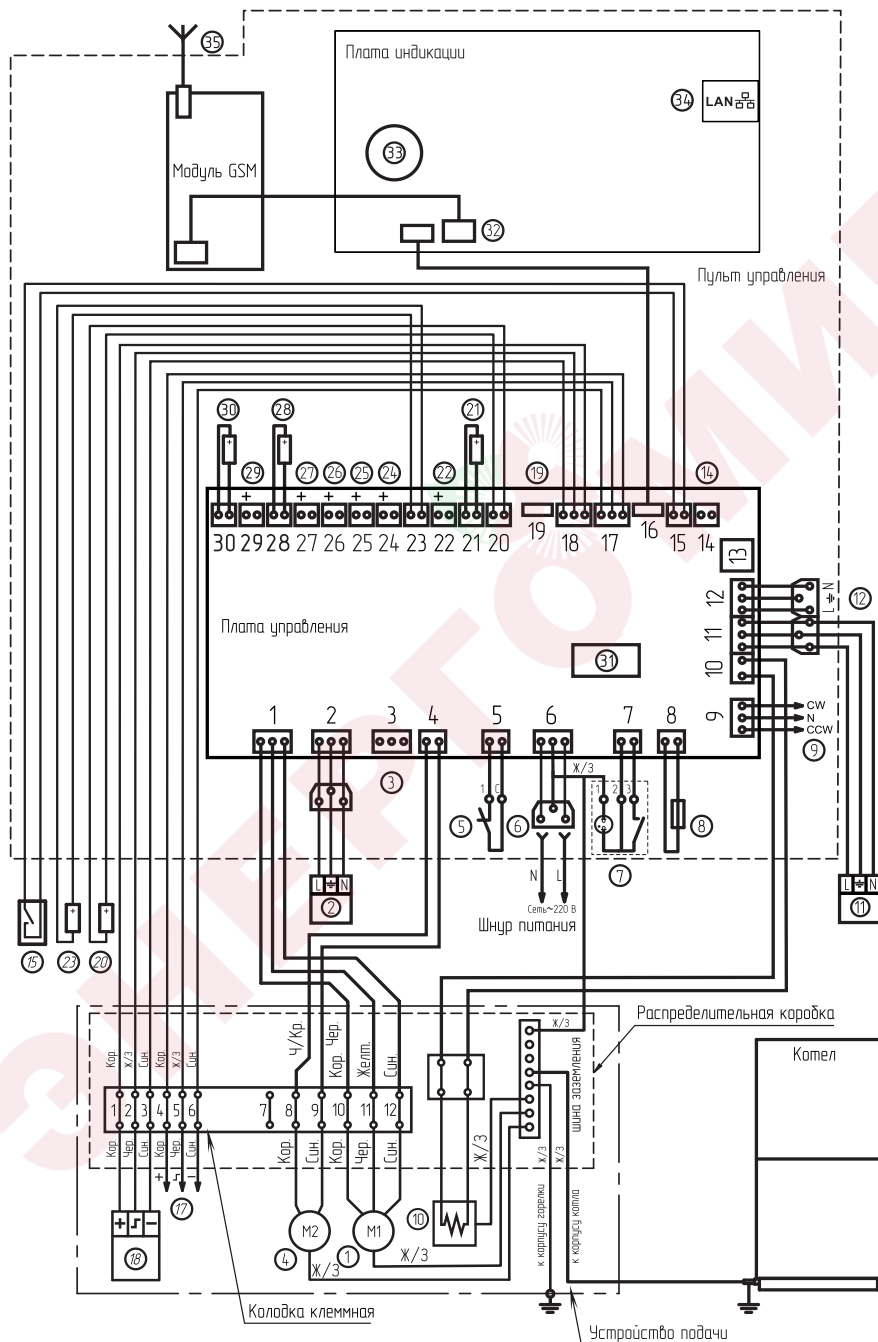 35
Плата индикации
34
LAN
33
Модуль GSM
32
Пульт управления
30
28
21
29
27
26
25
24
22
19
14
+
+
+
+
+
+
+
+
+
30 29 28 27 26 25 24 23 22 21 20 19 18 17 16 15 14
13
Плата управления
31
12
11
10
9
N
L
12
CW
N
CCW
9
1 2 3 4 5 6 7 8
Ж/З
3
1 C
5
6
1 2 3
7
8
N L
Сеть~220 В
Шнур питания
L N
2
L N
11
+
+
15
23
20
Распределительная коробка
Ж/З
шина заземления
Котел
Кор.
Ж/З
Син.
Кор.
Ж/З
Син.
Ч/Кр.
Чер.
Кор.
Желт.
Син.
1 2 3 4 5 6 7 8 9 10 11 12
Кор.
Чер.
Син.
Кор.
Чер.
Син.
Кор.
Син.
Кор.
Чер.
Син.
Ж/З
Ж/З
Ж/З
+ −
17
+ −
18
M2
4
M1
1
10
Ж/З
Ж/З
к корпусу горелки
к корпусу котла
Колодка клеммная
Устройство подачи
ЭНЕРГОМИ